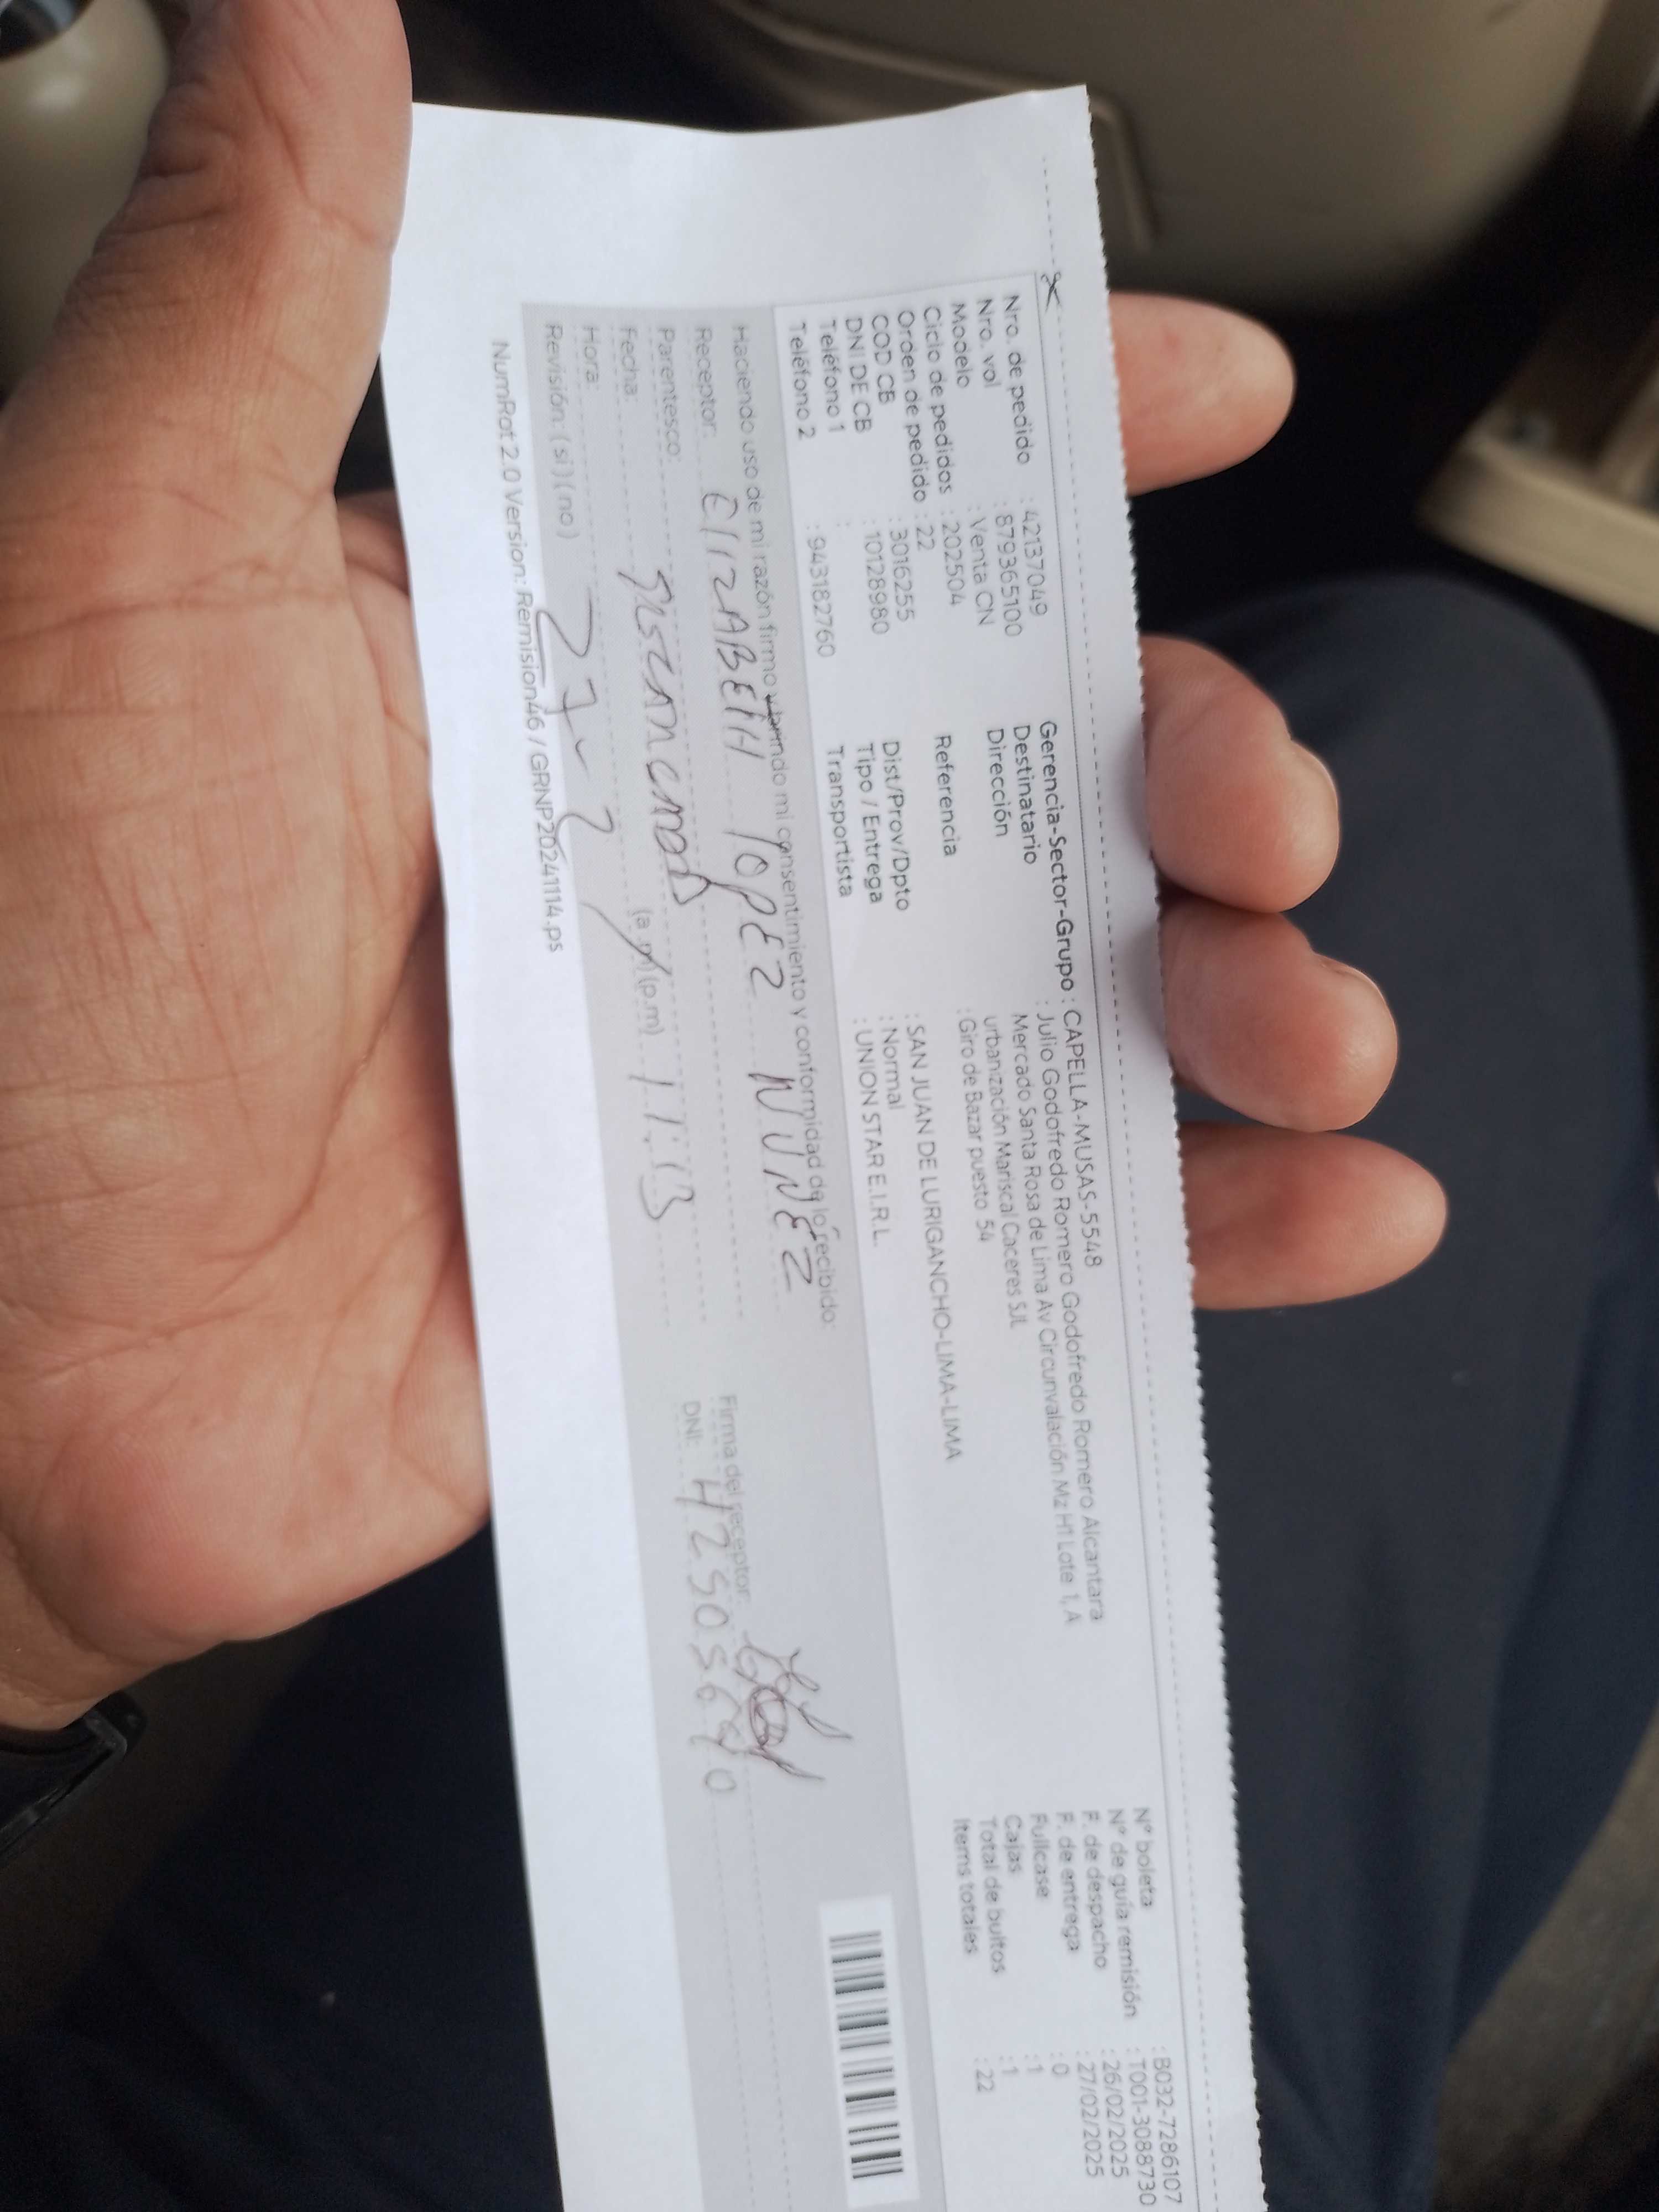 Nro. de pedido : 42137049
Nro. vol : 879365100
Modelo : Venta CN
Ciclo de pedidos : 202504
Orden de pedido : 22
COD CB : 3016255
DNI DE CB : 10128980
Teléfono 1 :
Teléfono 2 : 943182760
Gerencia-Sector-Grupo : CAPELLA-MUSAS-5548
Destinatario : Julio Godofredo Romero Godofredo Romero Alcantara
Dirección : Mercado Santa Rosa de Lima Av Circunvalación Mz H1 Lote 1, A
urbanización Mariscal Caceres SJL
Referencia : Giro de Bazar puesto 54
Dist/Prov/Dpto : SAN JUAN DE LURIGANCHO-LIMA-LIMA
Tipo / Entrega : Normal
Transportista : UNION STAR E.I.R.L.
N° boleta : B032-7286107
N° de guía remisión : T001-3088730
F. de despacho : 26/02/2025
F. de entrega : 27/02/2025
Fullcase : 0
Cajas : 1
Total de bultos : 1
Items totales : 22
Haciendo uso de mi razón firmo y brindo mi consentimiento y conformidad de lo recibido:
Receptor: ElizABEtH lOPEZ NUNEZ
Parentesco:
Fecha: 27-2
Hora: (a.m) (p.m) 11:13
Revisión: (si) (no)
Firma del receptor:
DNI:
NumRot 2.0 Version: Remision46 / GRNP20241114.ps